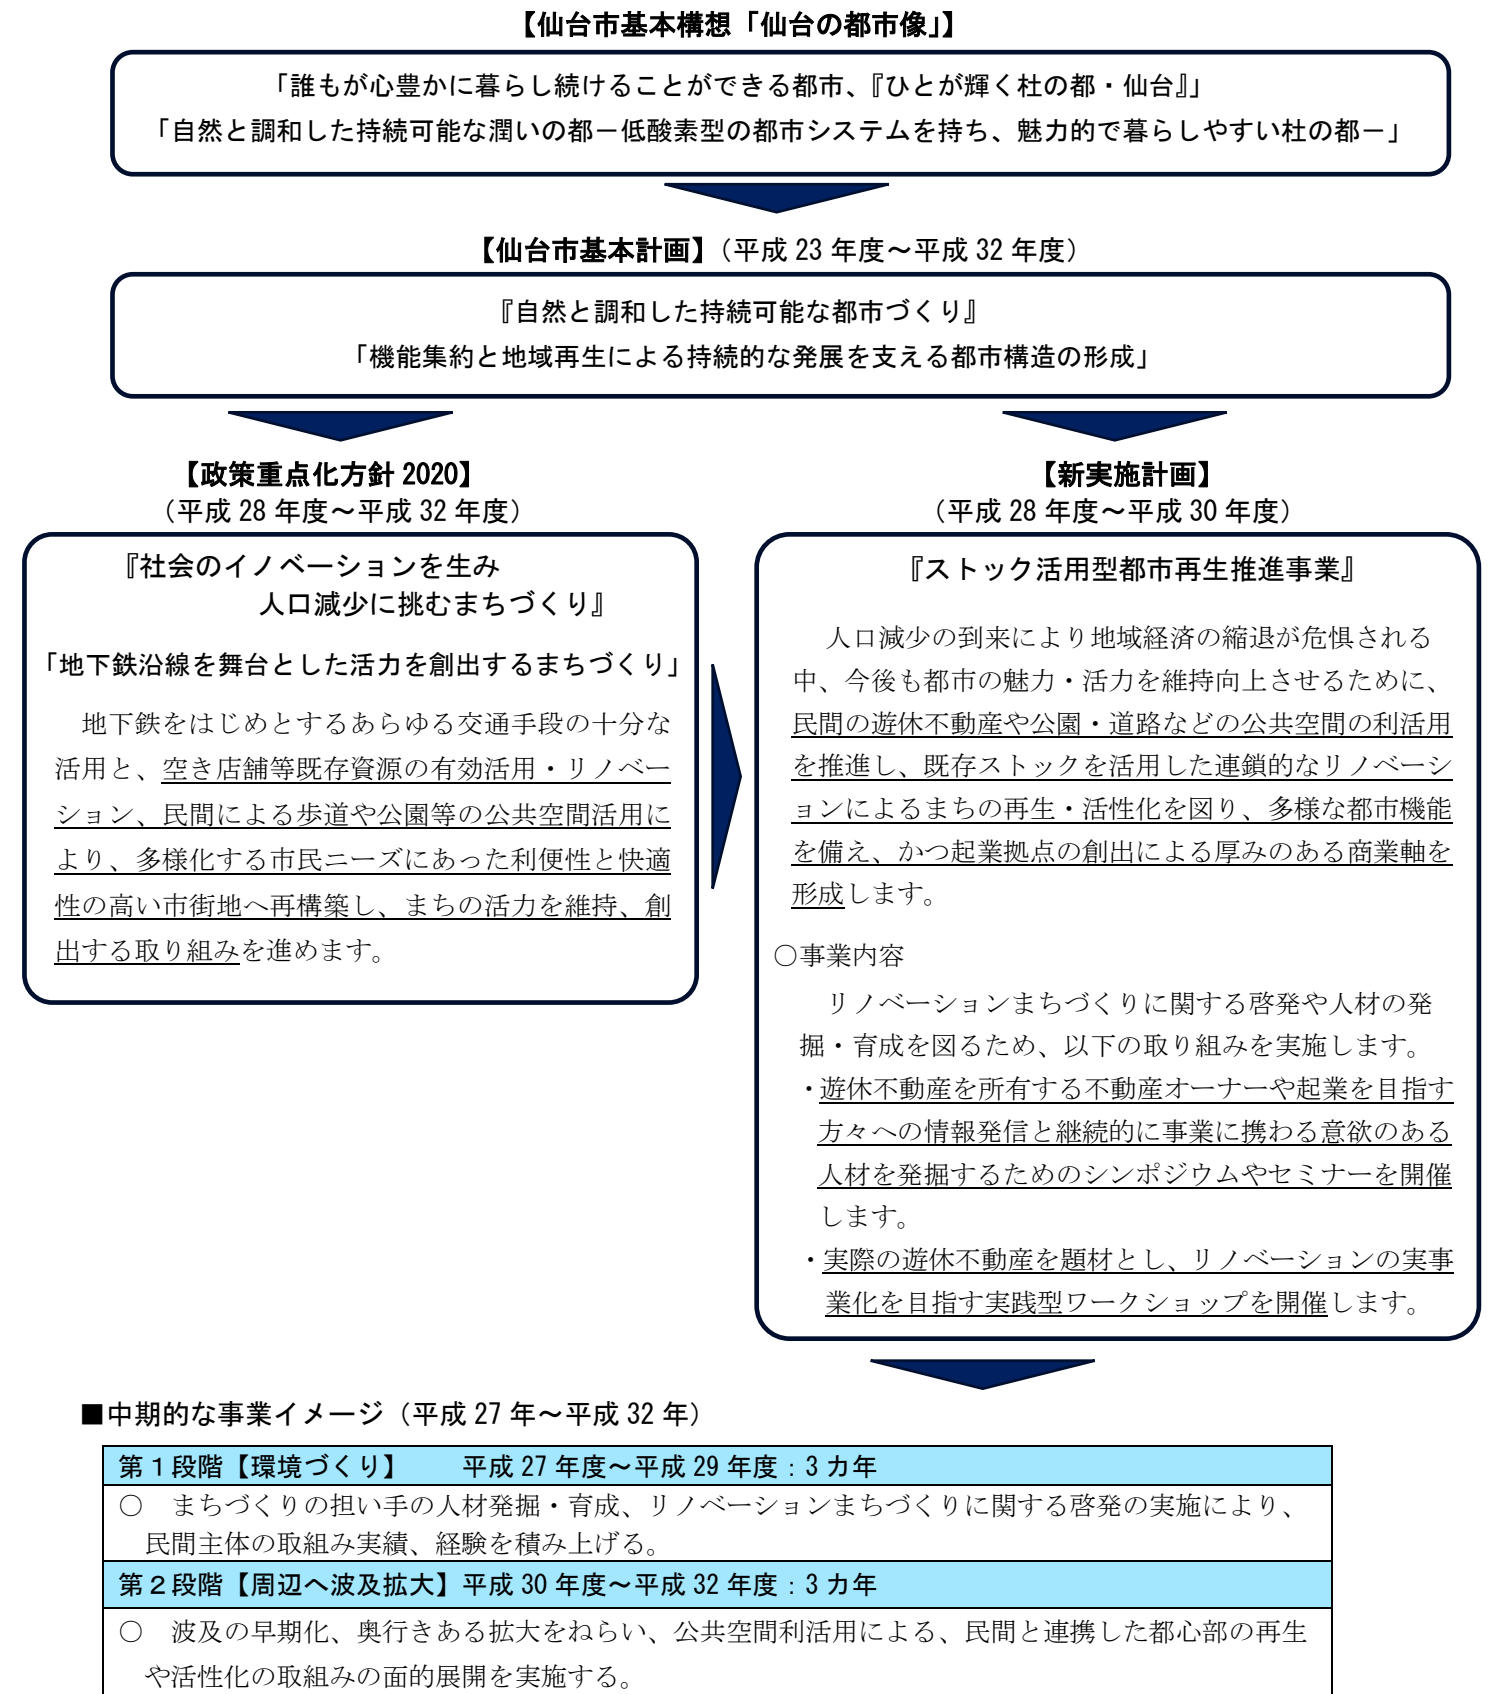 【仙台市基本構想「仙台の都市像」】
「誰もが心豊かに暮らし続けることができる都市、『ひとが輝く杜の都・仙台』」
「自然と調和した持続可能な潤いの都－低酸素型の都市システムを持ち、魅力的で暮らしやすい杜の都－」
【仙台市基本計画】（平成 23 年度～平成 32 年度）
『自然と調和した持続可能な都市づくり』
「機能集約と地域再生による持続的な発展を支える都市構造の形成」
【政策重点化方針 2020】
（平成 28 年度～平成 32 年度）
『社会のイノベーションを生み
人口減少に挑むまちづくり』
「地下鉄沿線を舞台とした活力を創出するまちづくり」
地下鉄をはじめとするあらゆる交通手段の十分な
活用と、空き店舗等既存資源の有効活用・リノベー
ション、民間による歩道や公園等の公共空間活用に
より、多様化する市民ニーズにあった利便性と快適
性の高い市街地へ再構築し、まちの活力を維持、創
出する取り組みを進めます。
【新実施計画】
（平成 28 年度～平成 30 年度）
『ストック活用型都市再生推進事業』
人口減少の到来により地域経済の縮退が危惧される
中、今後も都市の魅力・活力を維持向上させるために、
民間の遊休不動産や公園・道路などの公共空間の利活用
を推進し、既存ストックを活用した連鎖的なリノベーシ
ョンによるまちの再生・活性化を図り、多様な都市機能
を備え、かつ起業拠点の創出による厚みのある商業軸を
形成します。
○事業内容
リノベーションまちづくりに関する啓発や人材の発
掘・育成を図るため、以下の取り組みを実施します。
・遊休不動産を所有する不動産オーナーや起業を目指す
方々への情報発信と継続的に事業に携わる意欲のある
人材を発掘するためのシンポジウムやセミナーを開催
します。
・実際の遊休不動産を題材とし、リノベーションの実事
業化を目指す実践型ワークショップを開催します。
■中期的な事業イメージ（平成 27 年～平成 32 年）
第１段階【環境づくり】 平成 27 年度～平成 29 年度：3 カ年
○ まちづくりの担い手の人材発掘・育成、リノベーションまちづくりに関する啓発の実施により、
民間主体の取組み実績、経験を積み上げる。
第２段階【周辺へ波及拡大】平成 30 年度～平成 32 年度：3 カ年
○ 波及の早期化、奥行きある拡大をねらい、公共空間利活用による、民間と連携した都心部の再生
や活性化の取組みの面的展開を実施する。